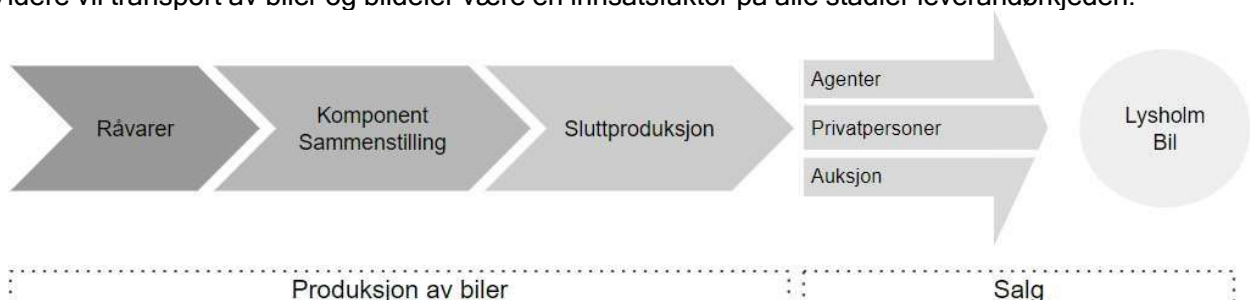 vil transport av biler og bildeler være en innsatsfaktor på alle stadier leverandørkjeden.
Råvarer
Komponent
Sammenstilling
Sluttproduksjon
Agenter
Privatpersoner
Auksjon
Lysholm
Bil
Produksjon av biler
Salg